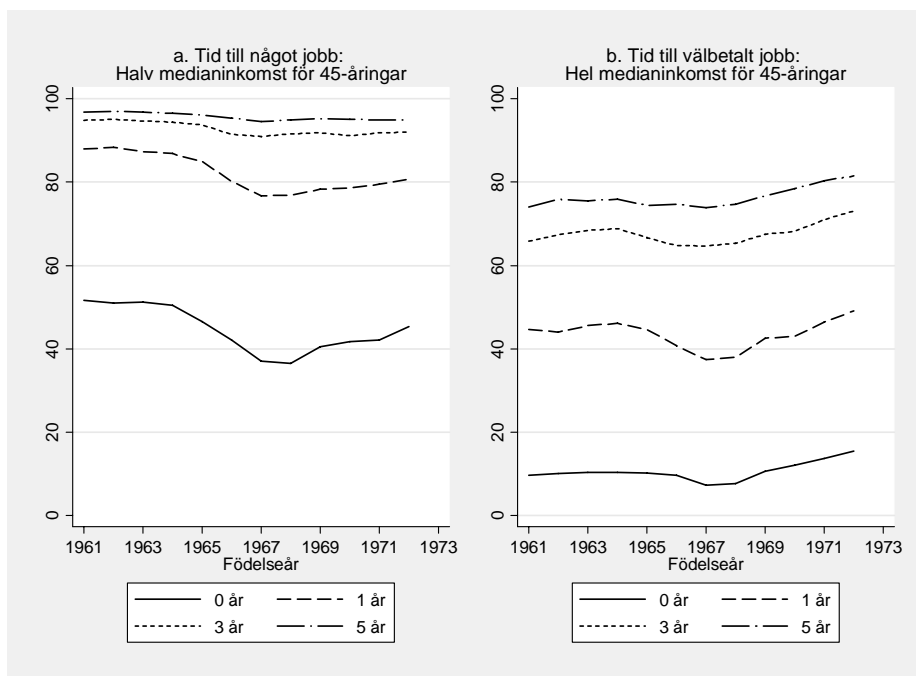 a. Tid till något jobb:
Halv medianinkomst för 45-åringar
100
80
60
40
20
0
1961 1963 1965 1967 1969 1971 1973
Födelseår
0 år 1 år
3 år 5 år
b. Tid till välbetalt jobb:
Hel medianinkomst för 45-åringar
100
80
60
40
20
0
1961 1963 1965 1967 1969 1971 1973
Födelseår
0 år 1 år
3 år 5 år